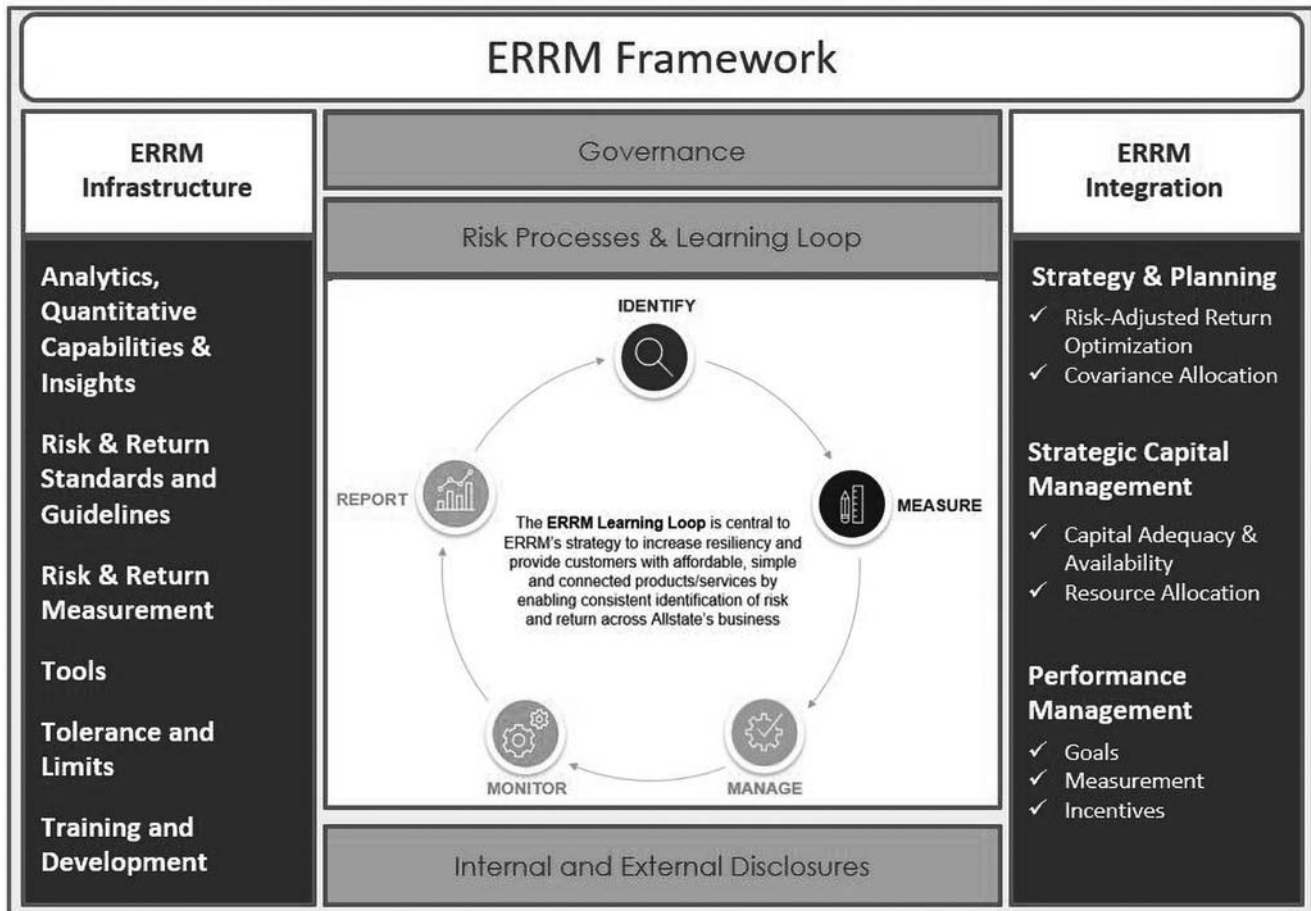 ERRM Framework
ERRM
Infrastructure
Analytics,
Quantitative
Capabilities &
Insights
Risk & Return
Standards and
Guidelines
Risk & Return
Measurement
Tools
Tolerance and
Limits
Training and
Development
Governance
Risk Processes & Learning Loop
IDENTIFY
MEASURE
MANAGE
MONITOR
REPORT
The ERRM Learning Loop is central to
ERRM's strategy to increase resiliency and
provide customers with affordable, simple
and connected products/services by
enabling consistent identification of risk
and return across Allstate's business
Internal and External Disclosures
ERRM
Integration
Strategy & Planning
✓ Risk-Adjusted Return
Optimization
✓ Covariance Allocation
Strategic Capital
Management
✓ Capital Adequacy &
Availability
✓ Resource Allocation
Performance
Management
✓ Goals
✓ Measurement
✓ Incentives